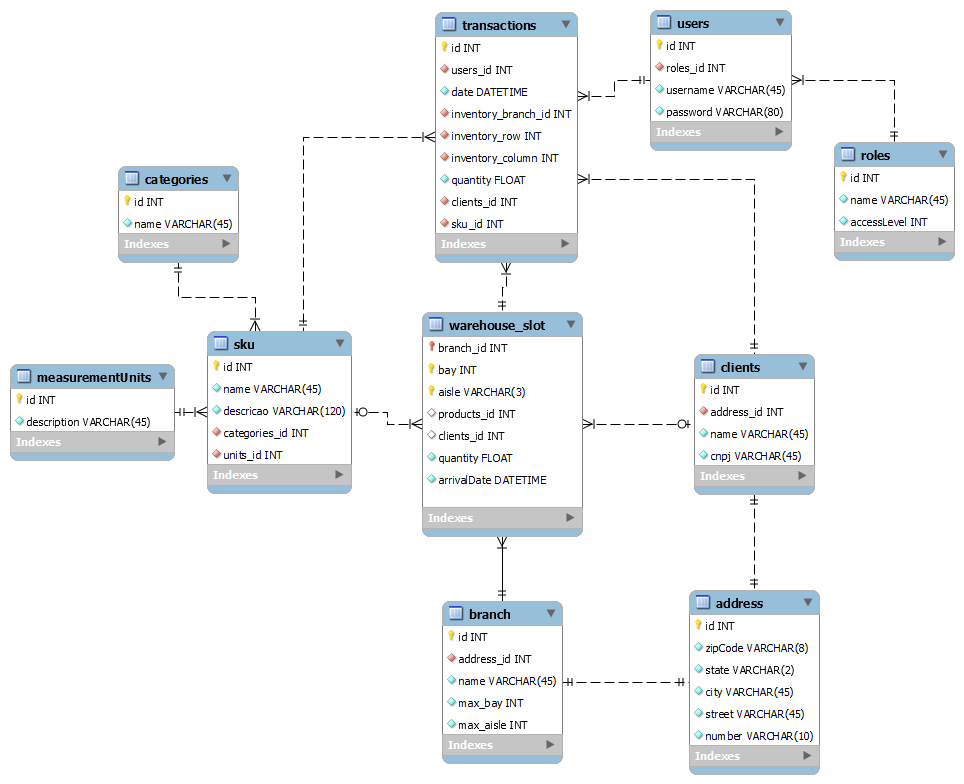 transactions
id INT
users_id INT
date DATETIME
inventory_branch_id INT
inventory_row INT
inventory_column INT
quantity FLOAT
clients_id INT
sku_id INT
Indexes
users
id INT
roles_id INT
username VARCHAR(45)
password VARCHAR(80)
Indexes
roles
id INT
name VARCHAR(45)
accessLevel INT
Indexes
categories
id INT
name VARCHAR(45)
Indexes
measurementUnits
id INT
description VARCHAR(45)
Indexes
sku
id INT
name VARCHAR(45)
descricao VARCHAR(120)
categories_id INT
units_id INT
Indexes
warehouse_slot
branch_id INT
bay INT
aisle VARCHAR(3)
products_id INT
clients_id INT
quantity FLOAT
arrivalDate DATETIME
Indexes
clients
id INT
address_id INT
name VARCHAR(45)
cnpj VARCHAR(45)
Indexes
branch
id INT
address_id INT
name VARCHAR(45)
max_bay INT
max_aisle INT
Indexes
address
id INT
zipCode VARCHAR(8)
state VARCHAR(2)
city VARCHAR(45)
street VARCHAR(45)
number VARCHAR(10)
Indexes